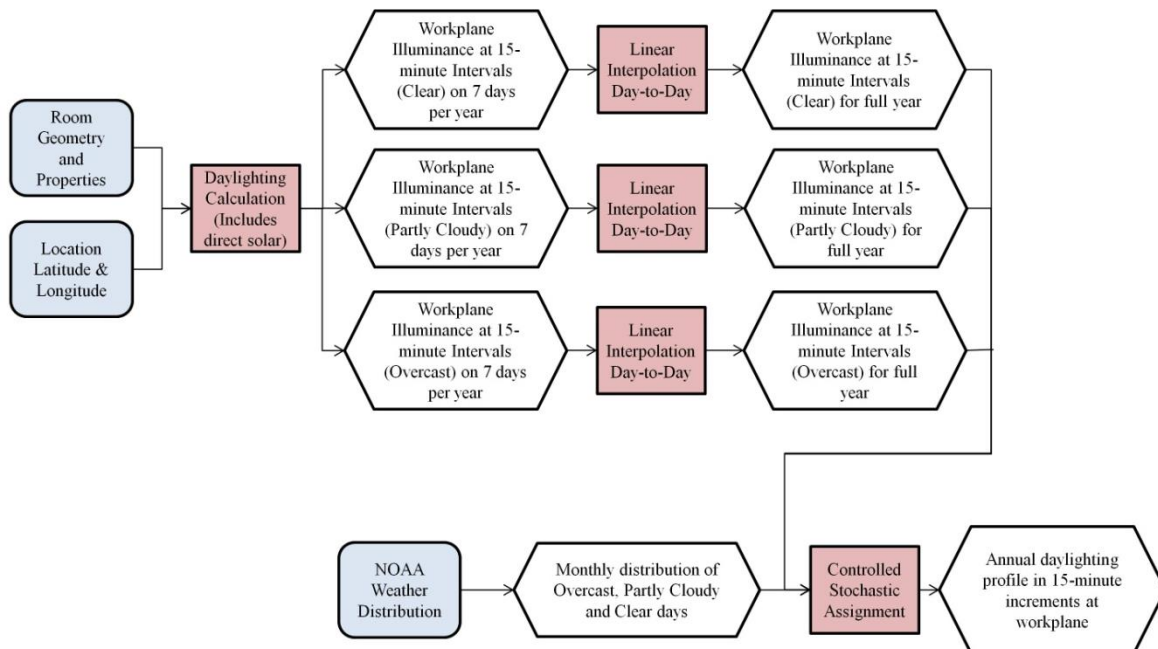 Room
Geometry
and
Properties
Location
Latitude &
Longitude
Daylighting
Calculation
(Includes
direct solar)
Workplane
Illuminance at 15-
minute Intervals
(Clear) on 7 days
per year
Linear
Interpolation
Day-to-Day
Workplane
Illuminance at 15-
minute Intervals
(Clear) for full
year
Workplane
Illuminance at 15-
minute Intervals
(Partly Cloudy) on 7
days per year
Linear
Interpolation
Day-to-Day
Workplane
Illuminance at 15-
minute Intervals
(Partly Cloudy) for
full year
Workplane
Illuminance at 15-
minute Intervals
(Overcast) on 7 days
per year
Linear
Interpolation
Day-to-Day
Workplane
Illuminance at 15-
minute Intervals
(Overcast) for full
year
NOAA
Weather
Distribution
Monthly distribution of
Overcast, Partly Cloudy
and Clear days
Controlled
Stochastic
Assignment
Annual daylighting
profile in 15-minute
increments at
workplane